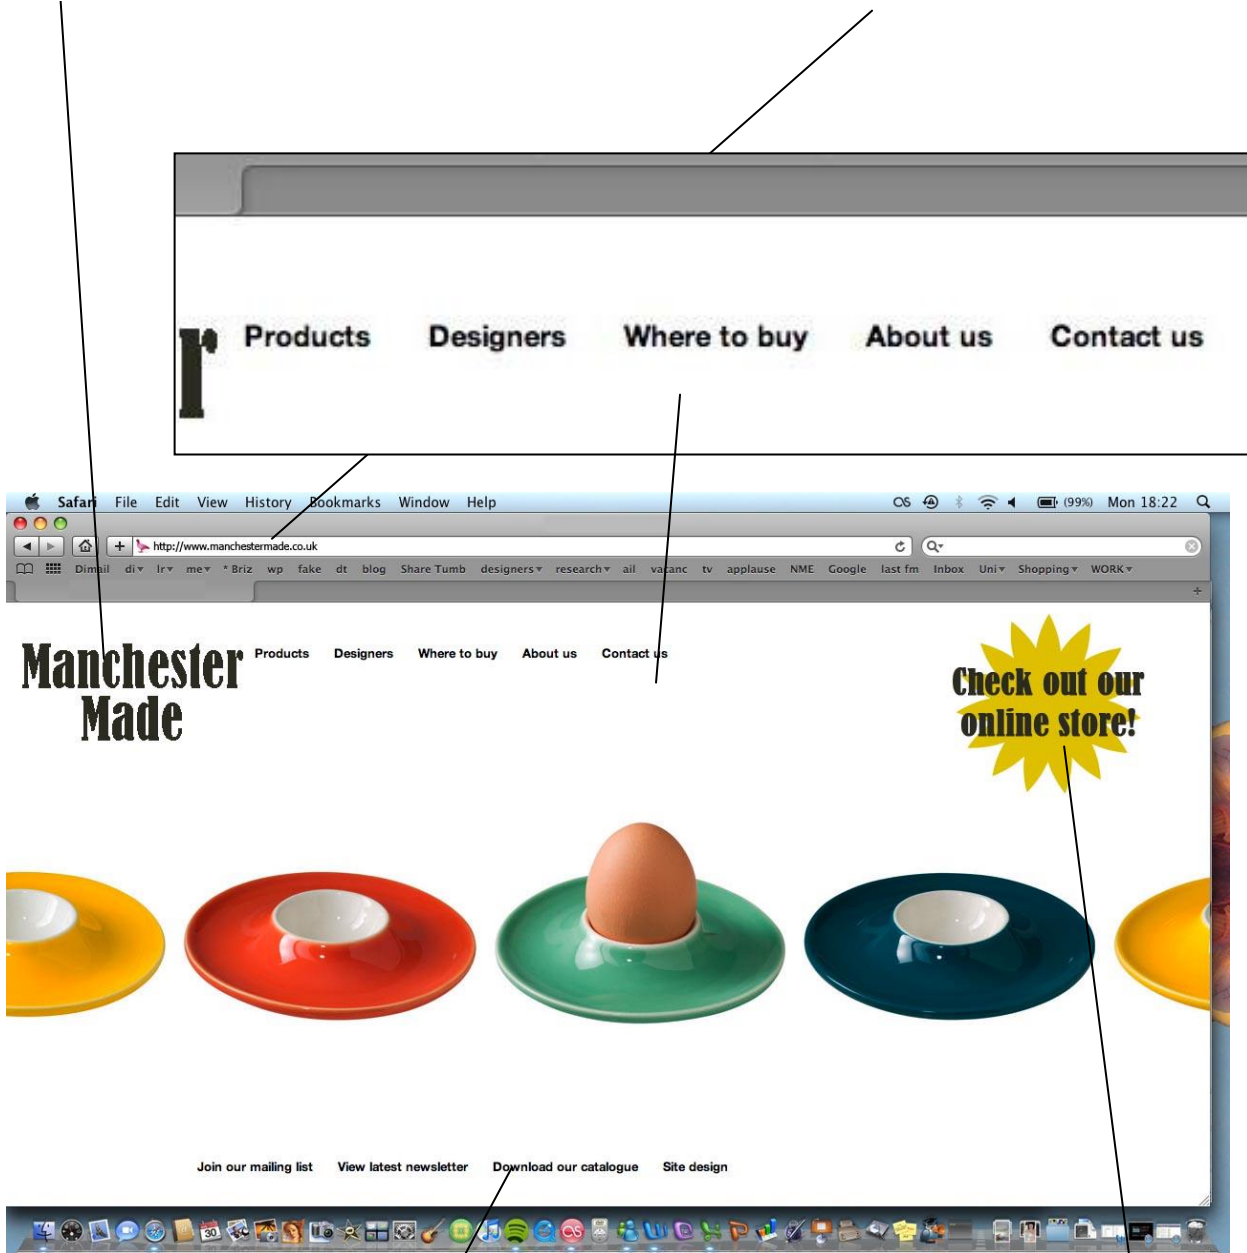 r Products Designers Where to buy About us Contact us
Safari File Edit View History Bookmarks Window Help (99%) Mon 18:22
http://www.manchestermade.co.uk
Dimail di lr me * Briz wp fake dt blog Share Tumb designers research ail vacanc tv applause NME Google last fm Inbox Uni Shopping WORK
Manchester
Made
Products Designers Where to buy About us Contact us
Check out our
online store!
Join our mailing list View latest newsletter Download our catalogue Site design
30